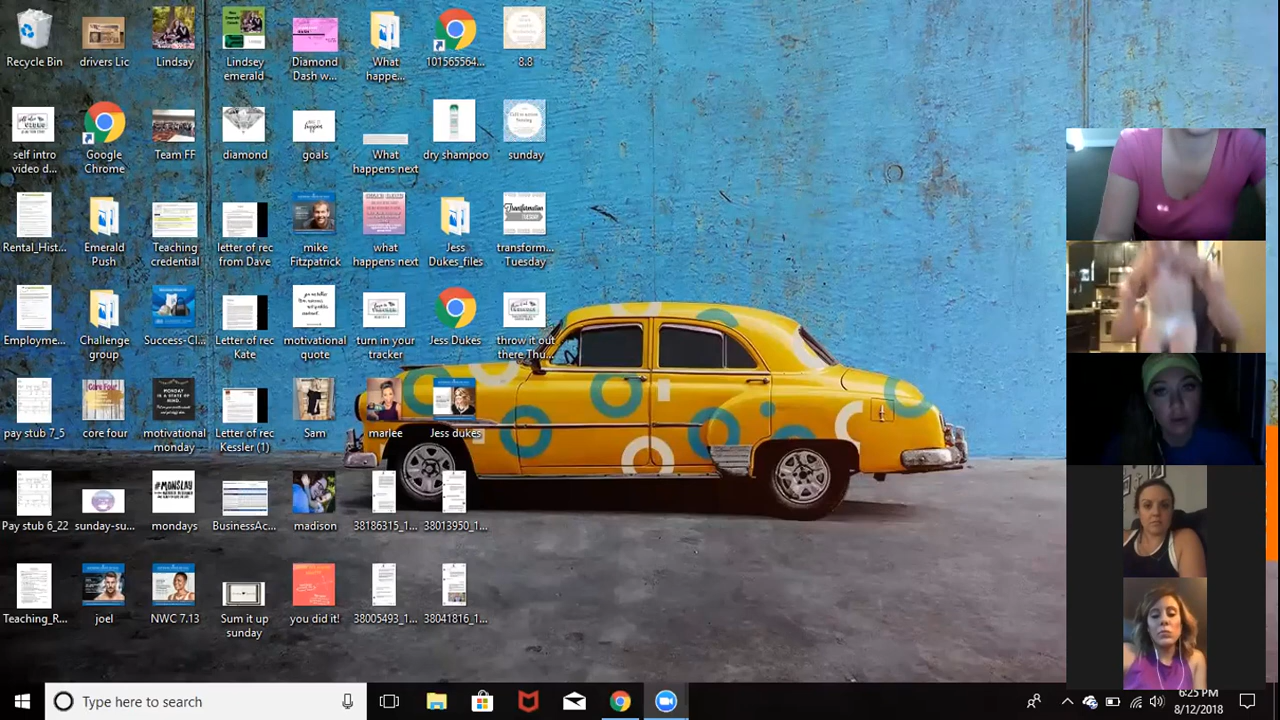 Recycle Bin
drivers Lic
Lindsay
Lindsey
emerald
Diamond
Dash w...
What
happe...
101565564...
8.8
self intro
video d...
Google
Chrome
Team FF
diamond
goals
What
happens next
dry shampoo
sunday
Rental_Hist...
Emerald
Push
Teaching
credential
letter of rec
from Dave
mike
Fitzpatrick
what
happens next
Jess
Dukes_files
transform...
Tuesday
Employme...
Challenge
group
Success-Cl...
Letter of rec
Kate
motivational
quote
turn in your
tracker
Jess Dukes
throw it out
there Thu...
pay stub 7_5
core four
motivational
monday
Letter of rec
Kessler (1)
Sam
marlee
Jess dukes
Pay stub 6_22
sunday-su...
#MONSLAY
mondays
BusinessAc...
madison
38186315_1...
38013950_1...
Teaching_R...
joel
NWC 7.13
Sum it up
sunday
you did it!
38005493_1...
38041816_1...
Type here to search
8/12/2018